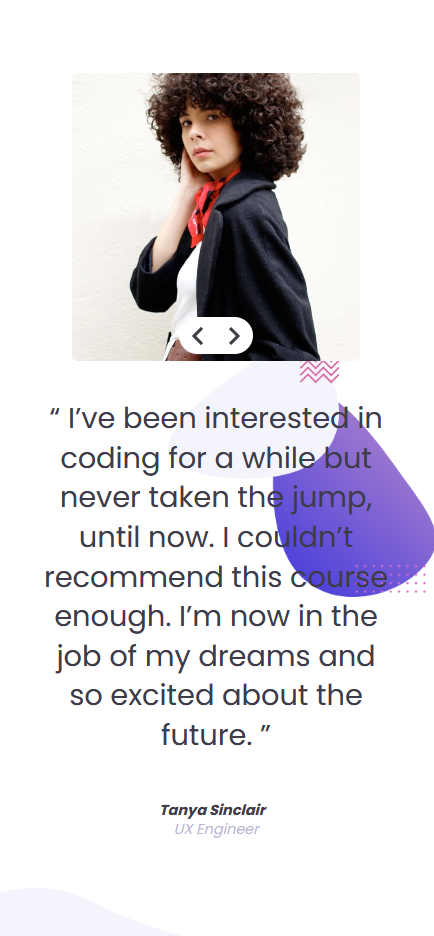 “ I’ve been interested in
coding for a while but
never taken the jump,
until now. I couldn’t
recommend this course
enough. I’m now in the
job of my dreams and
so excited about the
future. ”
Tanya Sinclair
UX Engineer